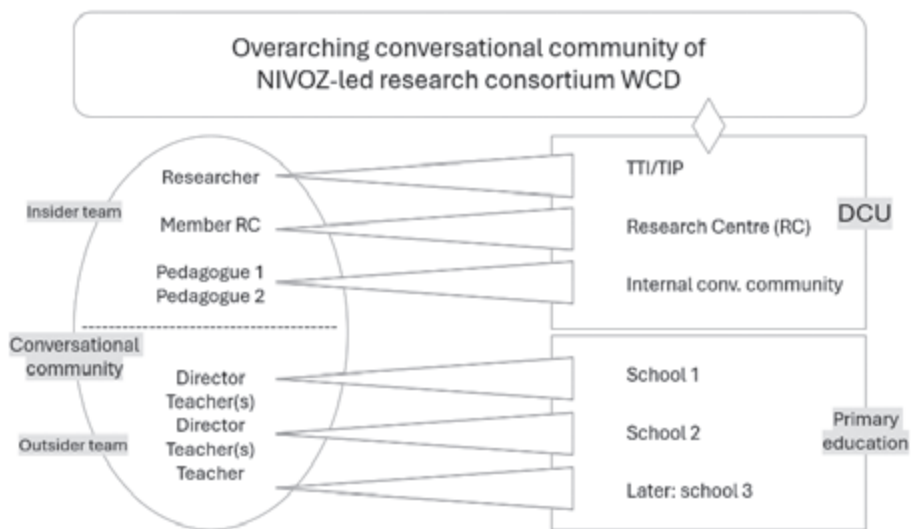 Overarching conversational community of
NIVOZ-led research consortium WCD
Insider team
Conversational
community
Outsider team
Researcher
Member RC
Pedagogue 1
Pedagogue 2
Director
Teacher(s)
Director
Teacher(s)
Teacher
TTI/TIP
Research Centre (RC)
Internal conv. community
DCU
School 1
School 2
Later: school 3
Primary
education